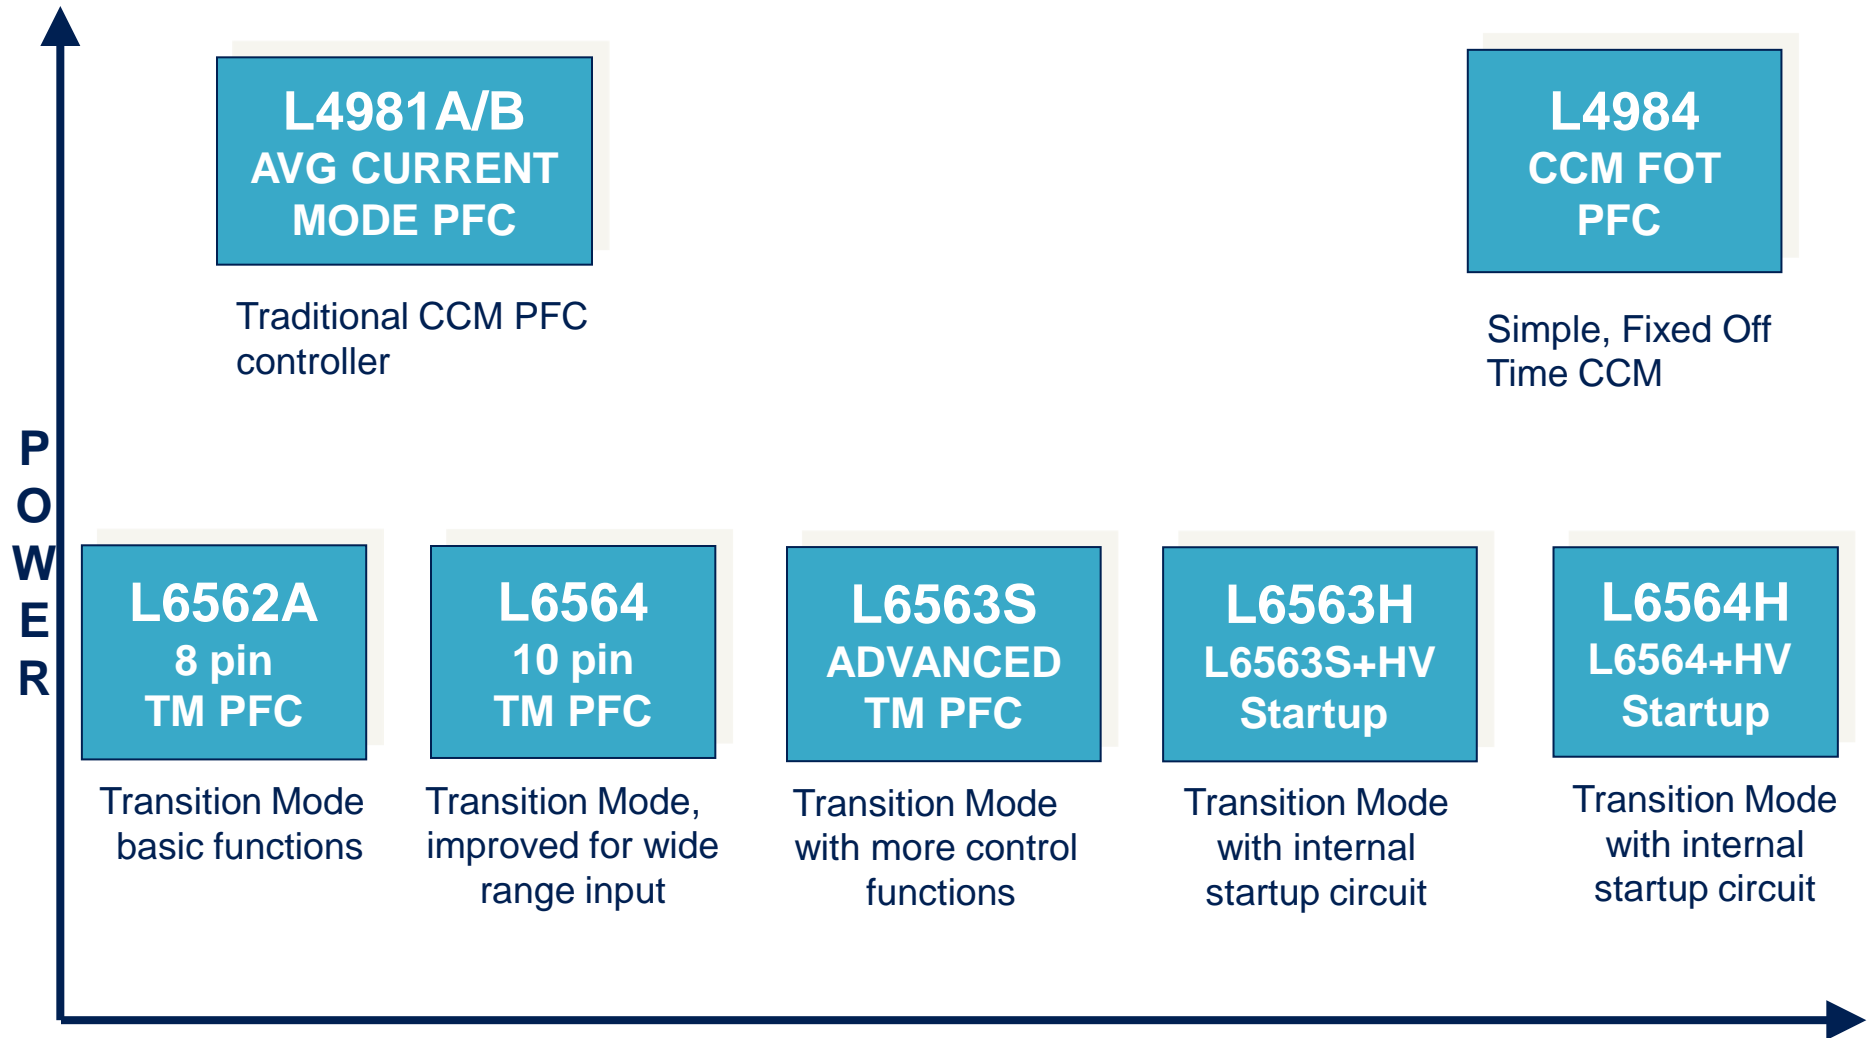 L4981A/B
AVG CURRENT
MODE PFC
Traditional CCM PFC
controller
L4984
CCM FOT
PFC
Simple, Fixed Off
Time CCM
P
O
W
E
R
L6562A
8 pin
TM PFC
Transition Mode
basic functions
L6564
10 pin
TM PFC
Transition Mode,
improved for wide
range input
L6563S
ADVANCED
TM PFC
Transition Mode
with more control
functions
L6563H
L6563S+HV
Startup
Transition Mode
with internal
startup circuit
L6564H
L6564+HV
Startup
Transition Mode
with internal
startup circuit